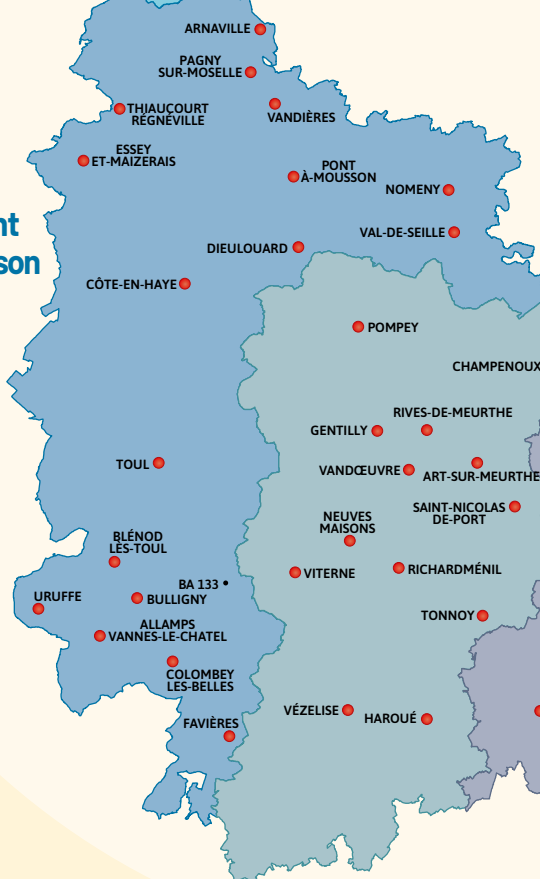 ARNAVILLE
PAGNY
SUR-MOSELLE
THIAUCOURT
RÉGNÉVILLE
VANDIÈRES
ESSEY
ET-MAIZERAIS
PONT
À-MOUSSON
NOMENY
nt
son
VAL-DE-SEILLE
DIEULOUARD
CÔTE-EN-HAYE
POMPEY
CHAMPENOUX
RIVES-DE-MEURTHE
GENTILLY
TOUL
VANDŒUVRE
ART-SUR-MEURTHE
SAINT-NICOLAS
DE-PORT
NEUVES
MAISONS
BLÉNOD
LÈS-TOUL
VITERNE
RICHARDMÉNIL
BA 133
URUFFE
BULLIGNY
TONNOY
ALLAMPS
VANNES-LE-CHATEL
COLOMBEY
LES-BELLES
VÉZELISE
HAROUÉ
FAVIÈRES